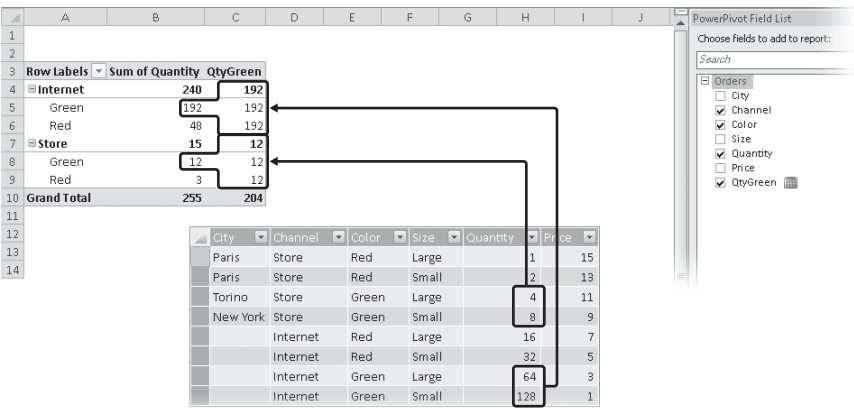 A B C D E F G H I J
1
2
3 Row Labels Sum of Quantity QtyGreen
4 Internet 240 192
5 Green 192 192
6 Red 48 192
7 Store 15 12
8 Green 12 12
9 Red 3 12
10 Grand Total 255 204
11
12
13
14
City Channel Color Size Quantity Price
Paris Store Red Large 1 15
Paris Store Red Small 2 13
Torino Store Green Large 4 11
New York Store Green Small 8 9
Internet Red Large 16 7
Internet Red Small 32 5
Internet Green Large 64 3
Internet Green Small 128 1
PowerPivot Field List
Choose fields to add to report:
Search
Orders
City
Channel
Color
Size
Quantity
Price
QtyGreen